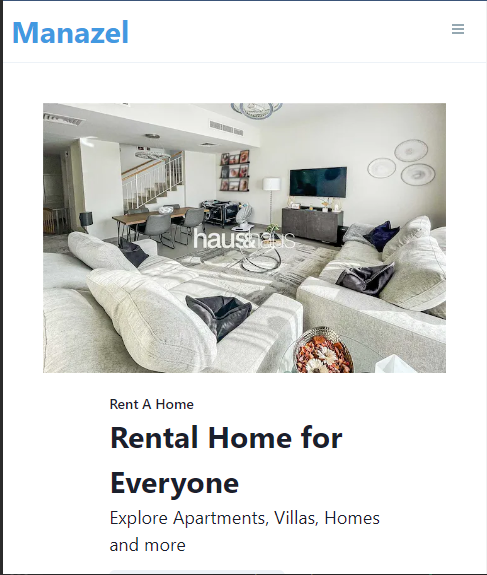 Manazel
haus&haus
Rent A Home
Rental Home for
Everyone
Explore Apartments, Villas, Homes
and more